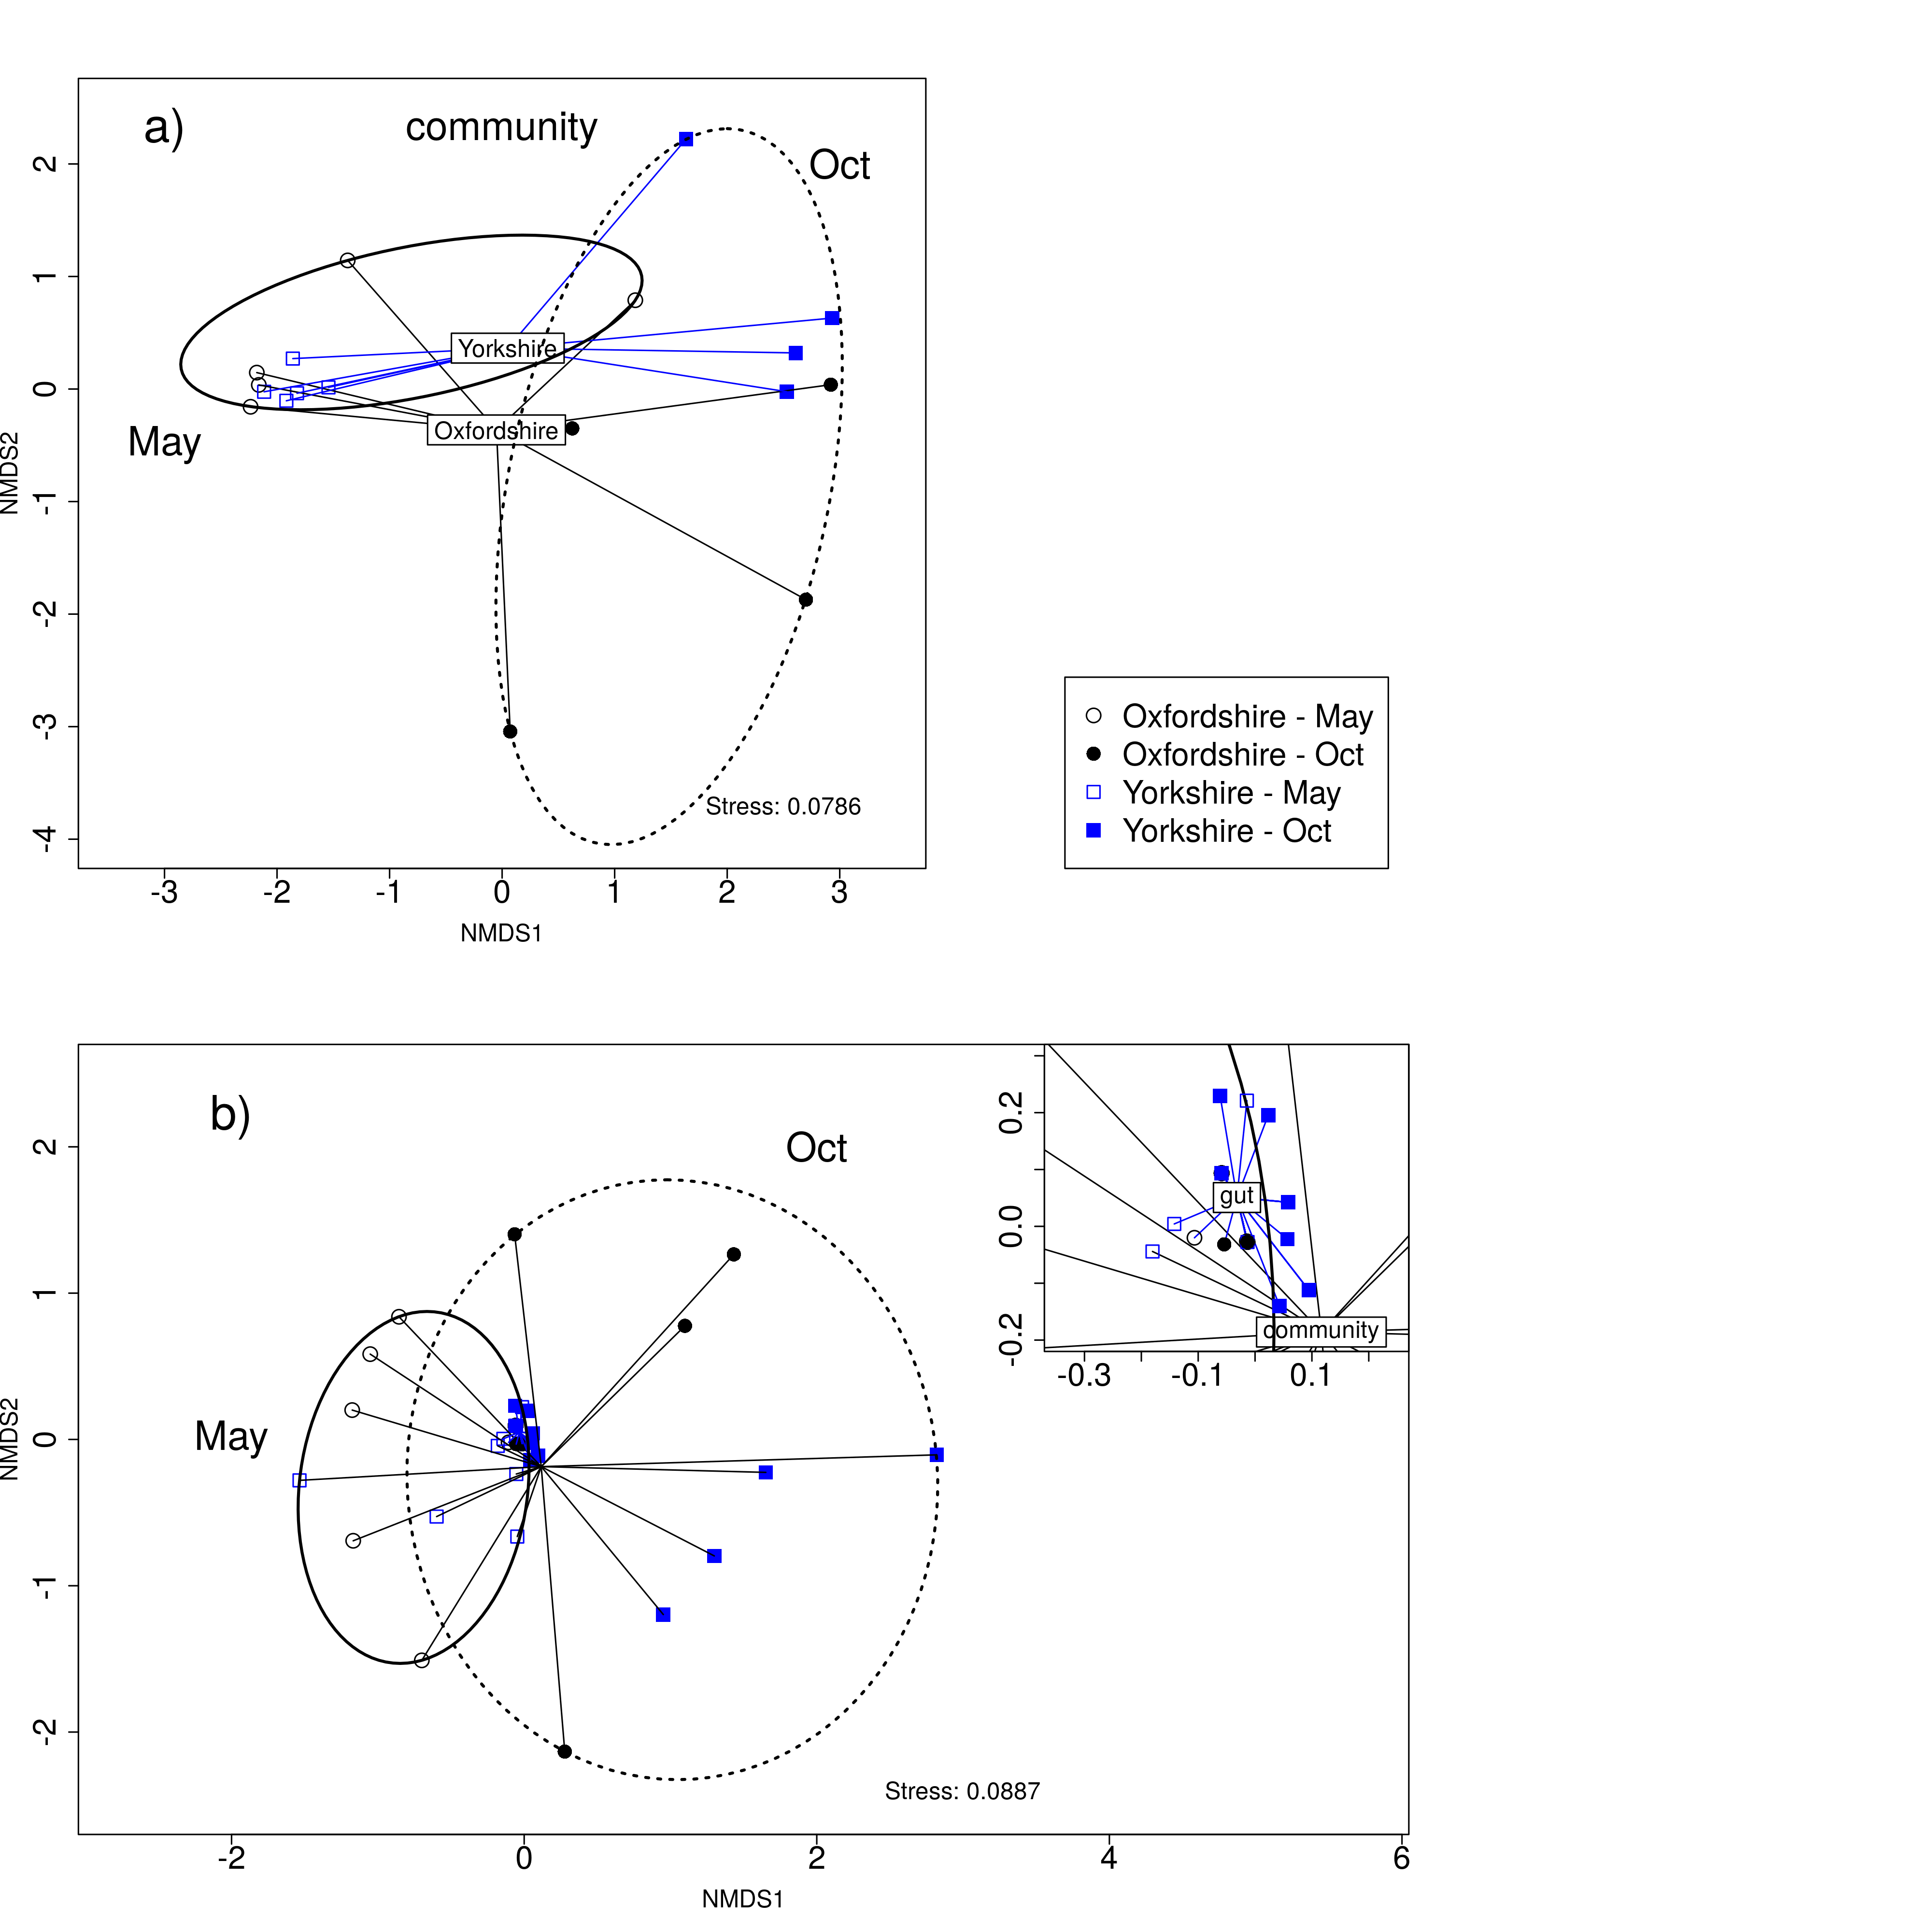 a)
community
Oct
Yorkshire
Oxfordshire
May
Stress: 0.0786
2
1
0
-1
-2
-3
-4
NMDS2
-3
-2
-1
0
1
2
3
NMDS1
Oxfordshire - May
Oxfordshire - Oct
Yorkshire - May
Yorkshire - Oct
b)
Oct
May
Stress: 0.0887
2
1
0
-1
-2
NMDS2
-2
0
2
4
6
NMDS1
0.2
0.0
-0.2
gut
community
-0.3
-0.1
0.1